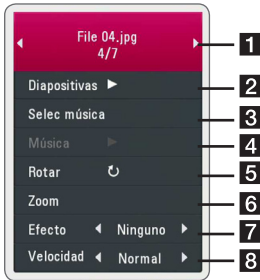 File 04.jpg
4/7
1
Diapositivas
2
Selec música
3
Música
4
Rotar
5
Zoom
6
Efecto Ninguno
7
Velocidad Normal
8